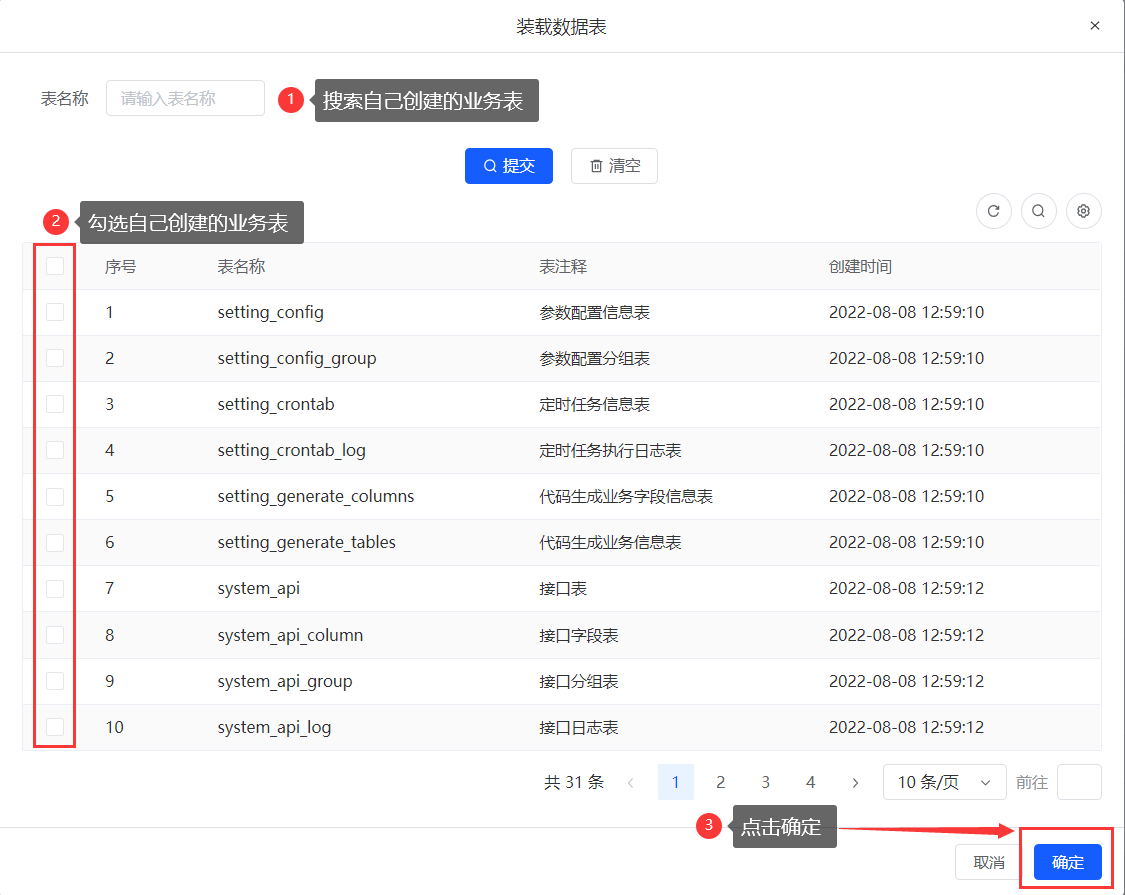 装载数据表
表名称 请输入表名称 1 搜索自己创建的业务表
提交 清空
2 勾选自己创建的业务表
序号 表名称 表注释 创建时间
1 setting_config 参数配置信息表 2022-08-08 12:59:10
2 setting_config_group 参数配置分组表 2022-08-08 12:59:10
3 setting_crontab 定时任务信息表 2022-08-08 12:59:10
4 setting_crontab_log 定时任务执行日志表 2022-08-08 12:59:10
5 setting_generate_columns 代码生成业务字段信息表 2022-08-08 12:59:10
6 setting_generate_tables 代码生成业务信息表 2022-08-08 12:59:10
7 system_api 接口表 2022-08-08 12:59:12
8 system_api_column 接口字段表 2022-08-08 12:59:12
9 system_api_group 接口分组表 2022-08-08 12:59:12
10 system_api_log 接口日志表 2022-08-08 12:59:12
共 31 条 1 2 3 4 10 条/页 前往
3 点击确定
取消 确定